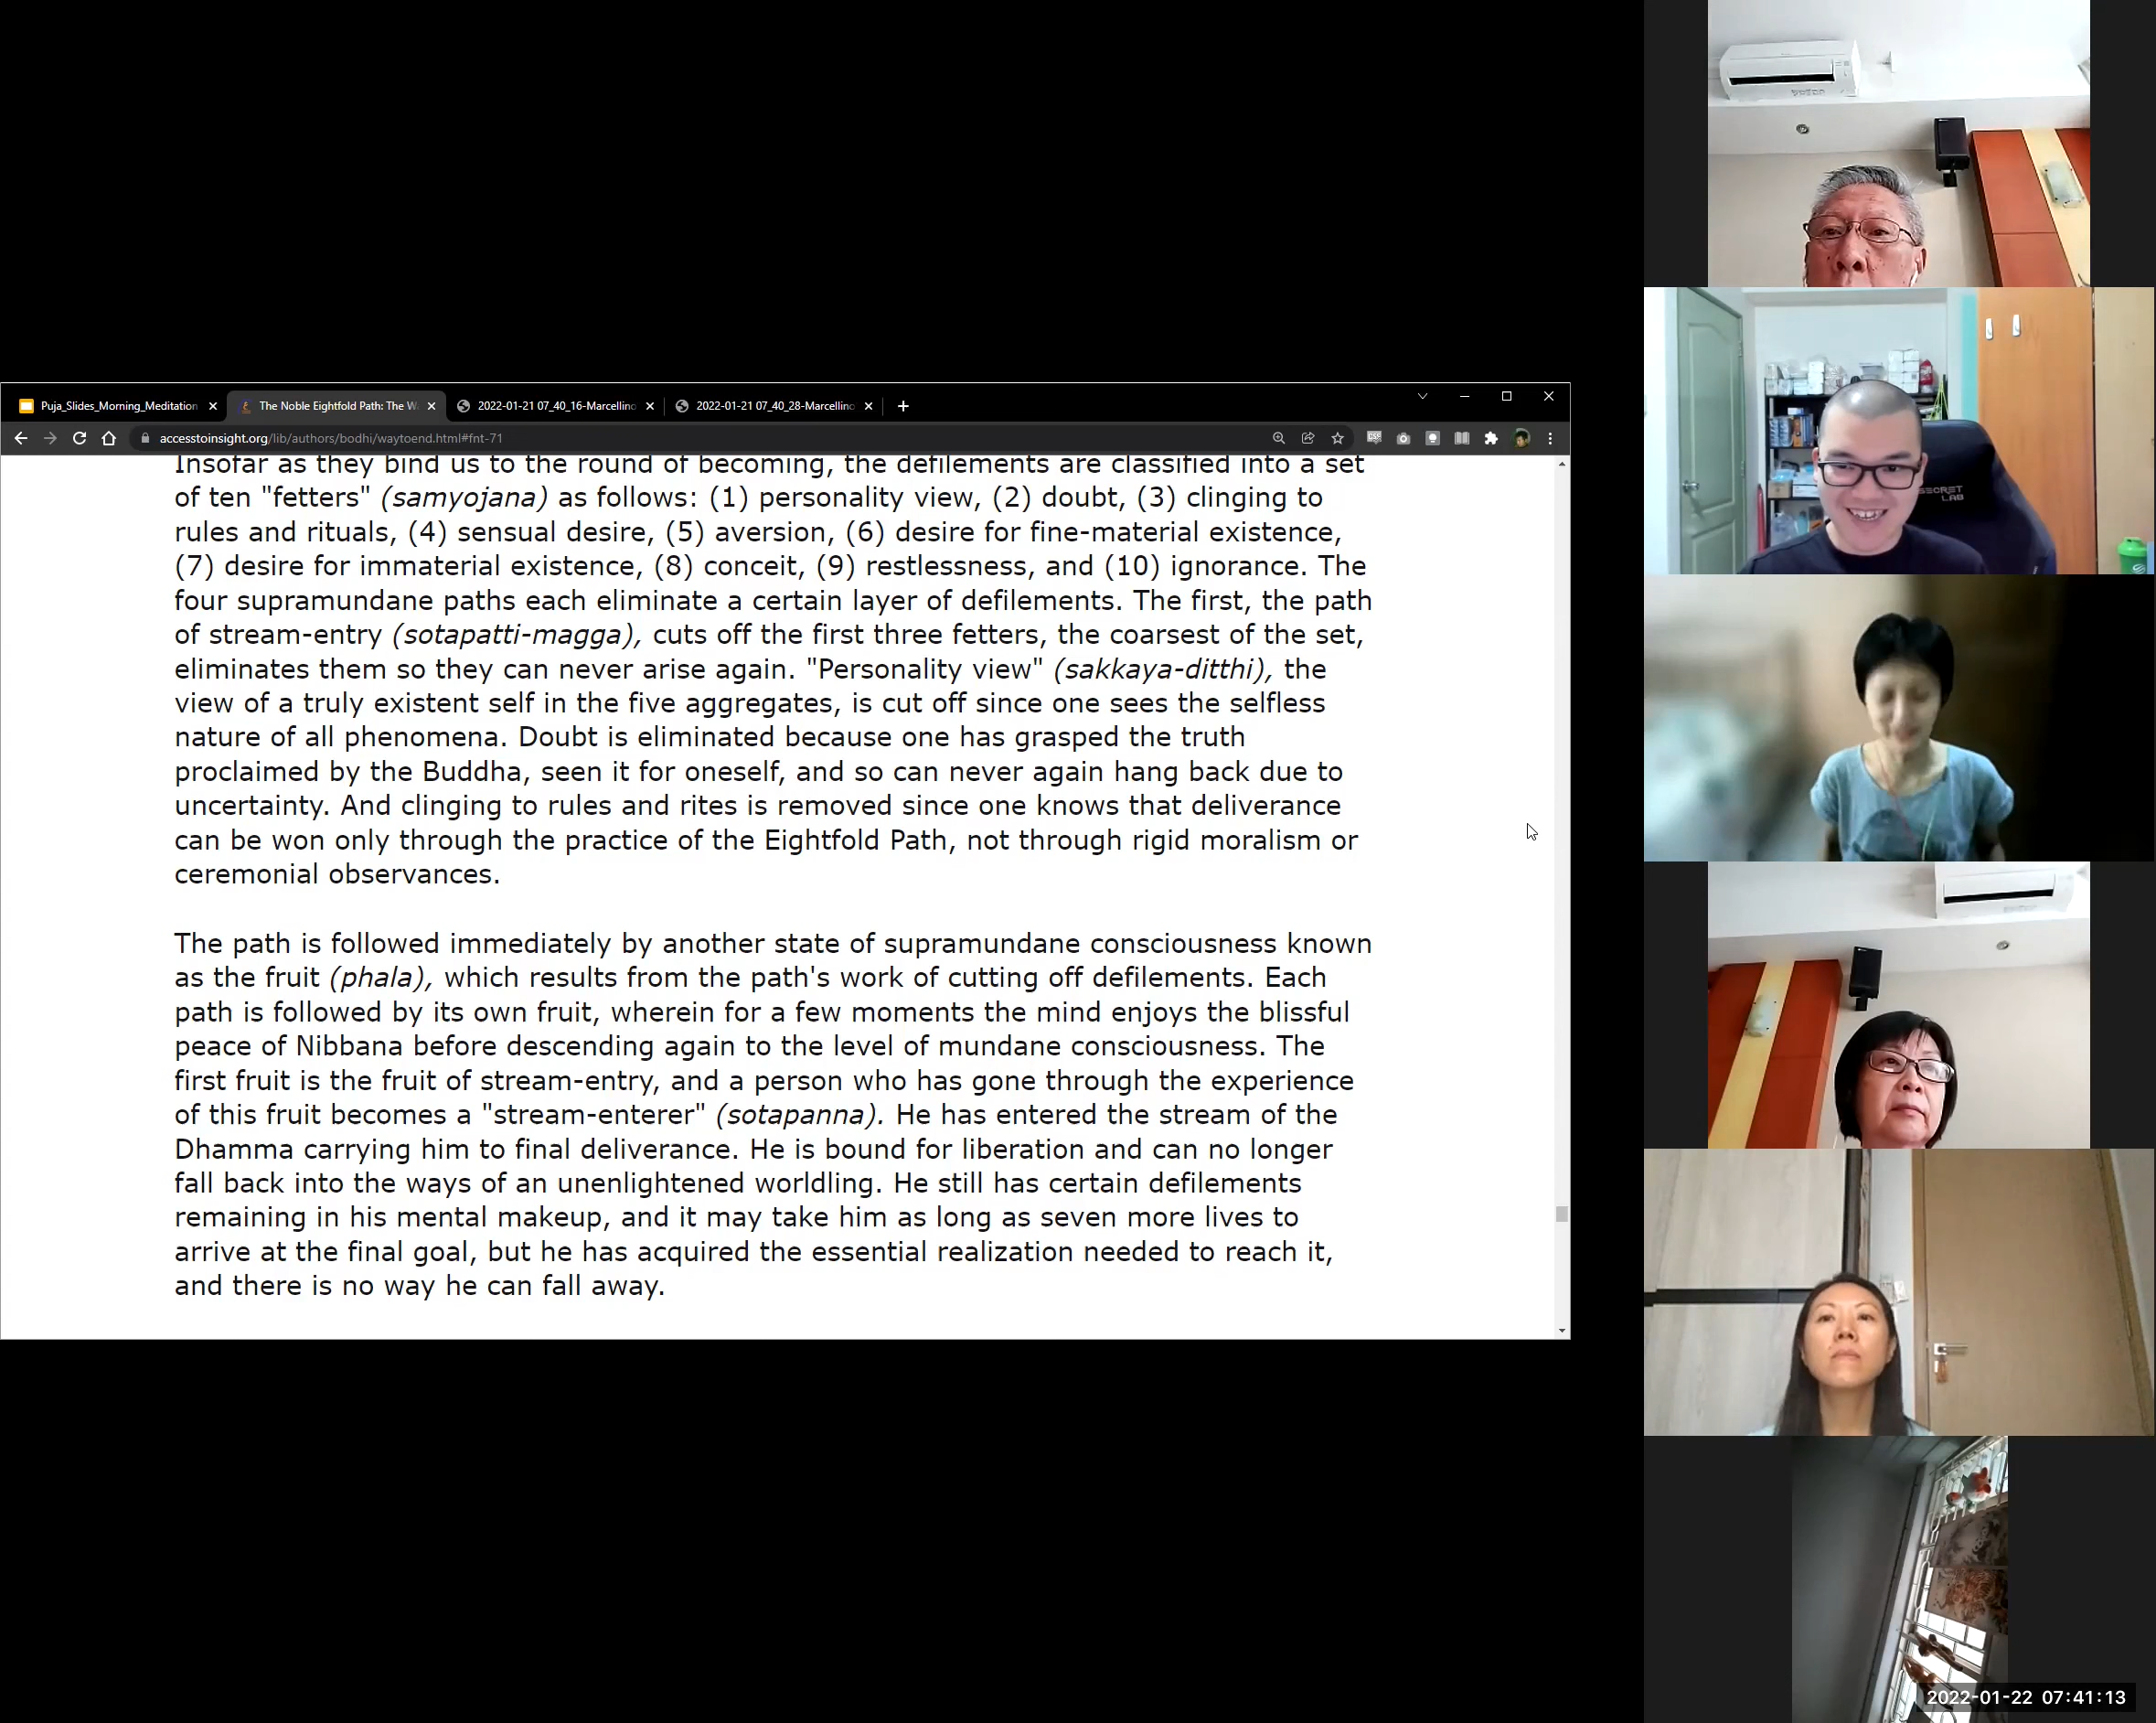 Puja_Slides_Morning_Meditation
The Noble Eightfold Path: The W
2022-01-21 07_40_16-Marcellino
2022-01-21 07_40_28-Marcellino
accesstoinsight.org/lib/authors/bodhi/waytoend.html#fnt-71
Insofar as they bind us to the round of becoming, the defilements are classified into a set
of ten "fetters" (samyojana) as follows: (1) personality view, (2) doubt, (3) clinging to
rules and rituals, (4) sensual desire, (5) aversion, (6) desire for fine-material existence,
(7) desire for immaterial existence, (8) conceit, (9) restlessness, and (10) ignorance. The
four supramundane paths each eliminate a certain layer of defilements. The first, the path
of stream-entry (sotapatti-magga), cuts off the first three fetters, the coarsest of the set,
eliminates them so they can never arise again. "Personality view" (sakkaya-ditthi), the
view of a truly existent self in the five aggregates, is cut off since one sees the selfless
nature of all phenomena. Doubt is eliminated because one has grasped the truth
proclaimed by the Buddha, seen it for oneself, and so can never again hang back due to
uncertainty. And clinging to rules and rites is removed since one knows that deliverance
can be won only through the practice of the Eightfold Path, not through rigid moralism or
ceremonial observances.
The path is followed immediately by another state of supramundane consciousness known
as the fruit (phala), which results from the path's work of cutting off defilements. Each
path is followed by its own fruit, wherein for a few moments the mind enjoys the blissful
peace of Nibbana before descending again to the level of mundane consciousness. The
first fruit is the fruit of stream-entry, and a person who has gone through the experience
of this fruit becomes a "stream-enterer" (sotapanna). He has entered the stream of the
Dhamma carrying him to final deliverance. He is bound for liberation and can no longer
fall back into the ways of an unenlightened worldling. He still has certain defilements
remaining in his mental makeup, and it may take him as long as seven more lives to
arrive at the final goal, but he has acquired the essential realization needed to reach it,
and there is no way he can fall away.
SECRET
LAB
2022-01-22 07:41:13